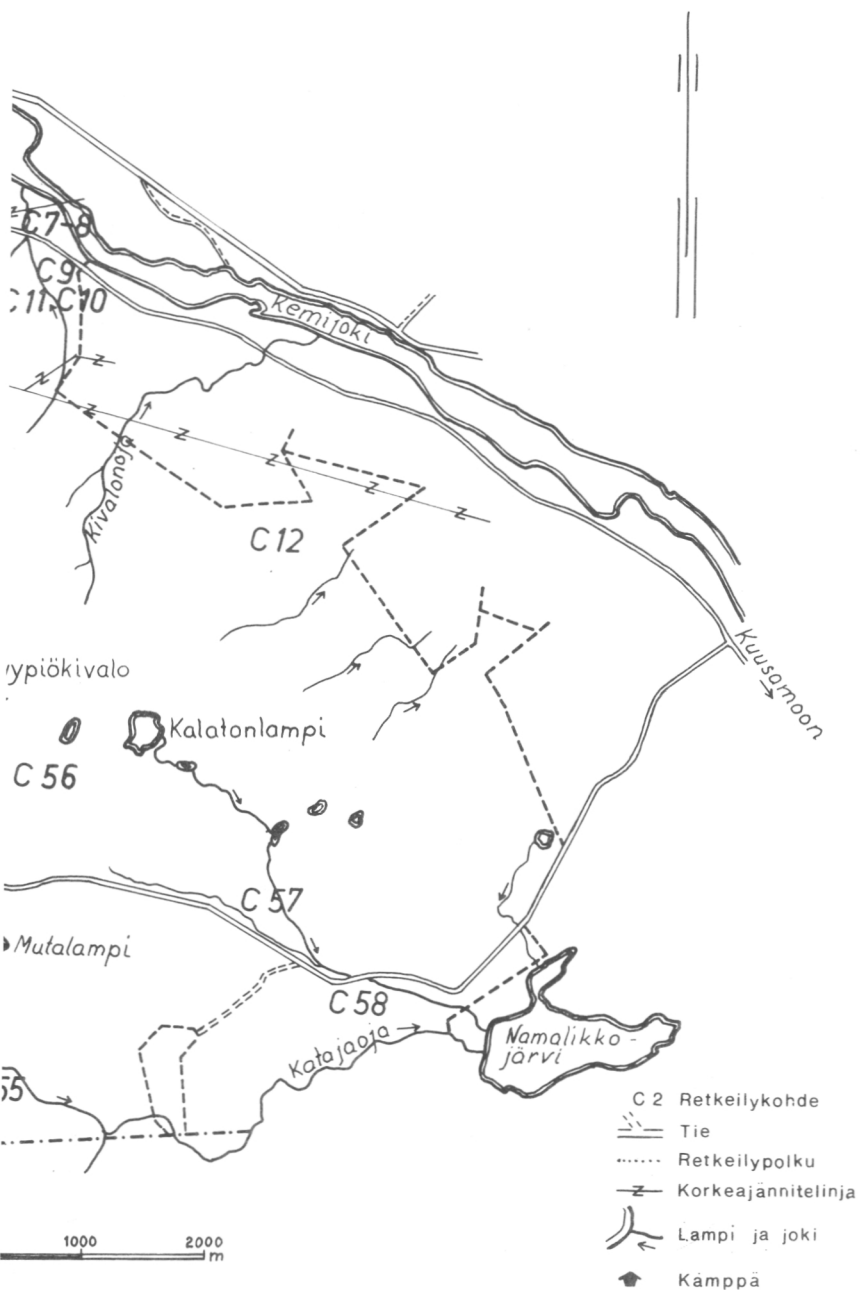 C7-8
C9
C11
C10
Kemijoki
Kivalonoja
C12
Kuusamoon
Kalatonlampi
C 56
C 57
Mutalampi
C 58
Katajaoja
Namalikko-
järvi
C 2 Retkeilykohde
Tie
Retkeilypolku
Z Korkeajännitelinja
Lampi ja joki
Kämppä
1000 2000
m